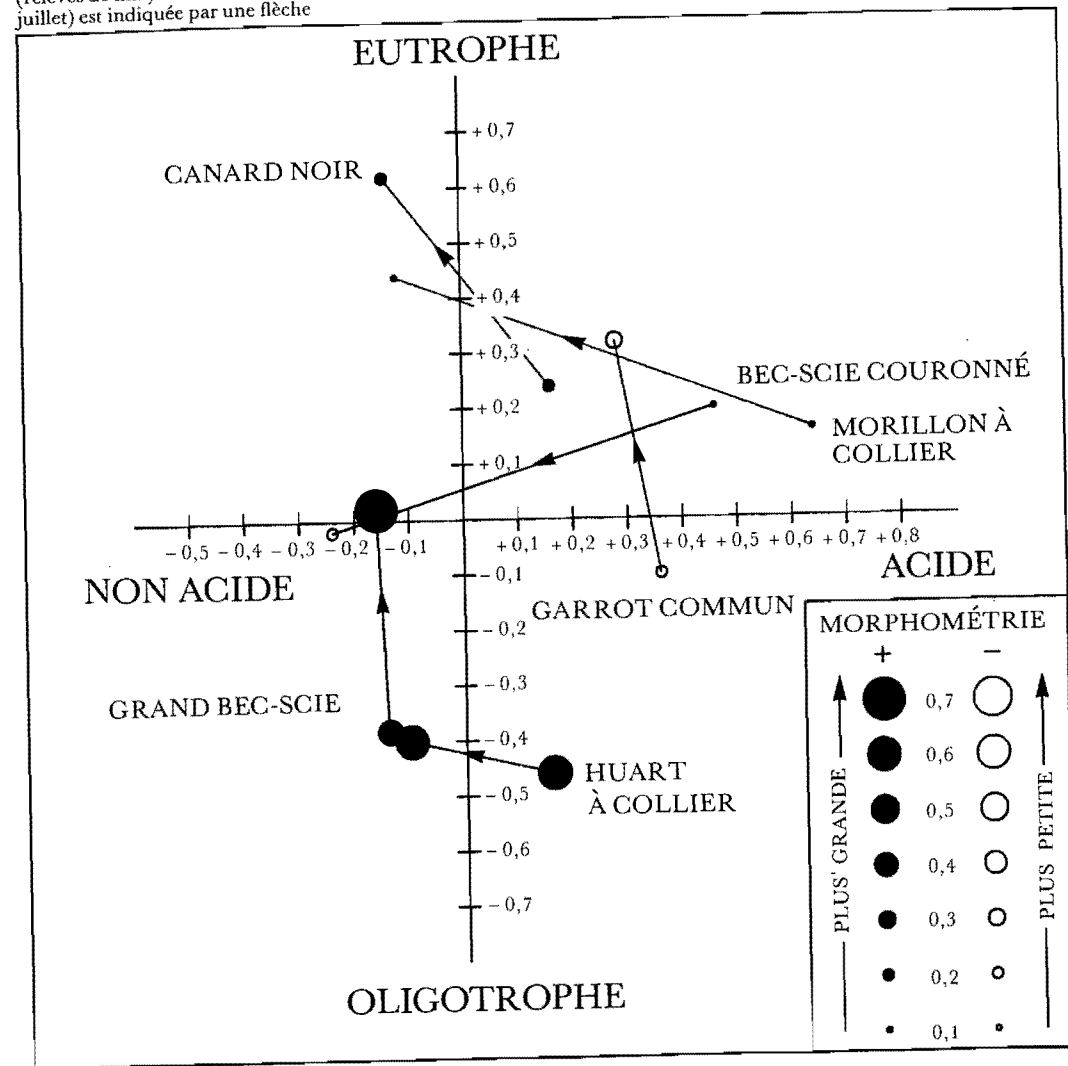 juillet) est indiquée par une flèche
EUTROPHE
+ 0,7
CANARD NOIR
+ 0,6
+ 0,5
+ 0,4
+ 0,3
BEC-SCIE COURONNÉ
+ 0,2
MORILLON À
COLLIER
+ 0,1
− 0,5 − 0,4 − 0,3 − 0,2 − 0,1 + 0,1 + 0,2 + 0,3 + 0,4 + 0,5 + 0,6 + 0,7 + 0,8
NON ACIDE
ACIDE
− 0,1
GARROT COMMUN
− 0,2
− 0,3
GRAND BEC-SCIE
− 0,4
HUART
À COLLIER
− 0,5
− 0,6
− 0,7
OLIGOTROPHE
MORPHOMÉTRIE
+ −
0,7
0,6
0,5
0,4
0,3
0,2
0,1
PLUS' GRANDE
PLUS PETITE